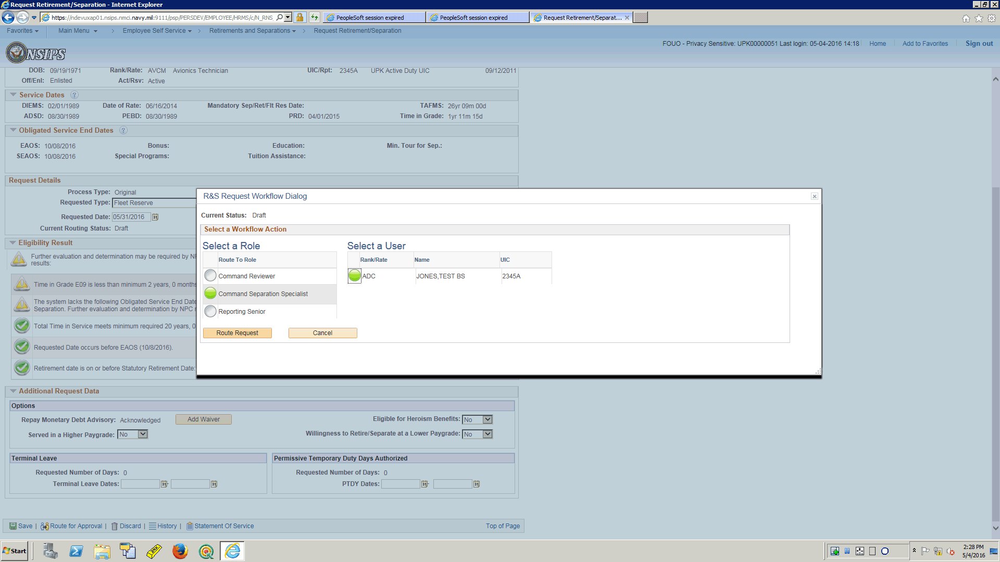 Request Retirement/Separation - Internet Explorer
https://ndevuxap01.nsips.nmci.navy.mil:9111/psp/PERSDEV/EMPLOYEE/HRMS/c/N_RNS_
PeopleSoft session expired
PeopleSoft session expired
Request Retirement/Separat...
Favorites
Main Menu
Employee Self Service
Retirements and Separations
Request Retirement/Separation
NSIPS
FOUO - Privacy Sensitive: UPK00000051 Last login: 05-04-2016 14:18
Home
Add to Favorites
Sign out
DOB: 09/19/1971 Rank/Rate: AVCM Avionics Technician UIC/Rpt: 2345A UPK Active Duty UIC 09/12/2011
Off/Enl: Enlisted Act/Rsv: Active
Service Dates ?
DIEMS: 02/01/1989 Date of Rate: 06/16/2014 Mandatory Sep/Ret/Flt Res Date: TAFMS: 26yr 09m 00d
ADSD: 08/30/1989 PEBD: 08/30/1989 PRD: 04/01/2015 Time in Grade: 1yr 11m 15d
Obligated Service End Dates ?
EAOS: 10/08/2016 Bonus: Education: Min. Tour for Sep.:
SEAOS: 10/08/2016 Special Programs: Tuition Assistance:
Request Details
Process Type: Original
Requested Type: Fleet Reserve
Requested Date: 05/31/2016 31
Current Routing Status: Draft
Eligibility Result
Further evaluation and determination may be required by
results:
Time in Grade E09 is less than minimum 2 years, 0 months
The system lacks the following Obligated Service End Date
Separation. Further evaluation and determination by NPC
Total Time in Service meets minimum required 20 years, 0
Requested Date occurs before EAOS (10/8/2016).
Retirement date is on or before Statutory Retirement Date:
R&S Request Workflow Dialog
Current Status: Draft
Select a Workflow Action
Select a Role
Route To Role
Command Reviewer
Command Separation Specialist
Reporting Senior
Select a User
Rank/Rate Name UIC
ADC JONES,TEST BS 2345A
Route Request Cancel
Additional Request Data
Options
Repay Monetary Debt Advisory: Acknowledged Add Waiver Eligible for Heroism Benefits: No
Served in a Higher Paygrade: No Willingness to Retire/Separate at a Lower Paygrade: No
Terminal Leave
Requested Number of Days: 0
Terminal Leave Dates: 31 - 31
Permissive Temporary Duty Days Authorized
Requested Number of Days: 0
PTDY Dates: 31 - 31
Save | Route for Approval | Discard | History | Statement Of Service
Top of Page
Start
24K
2:28 PM
5/4/2016